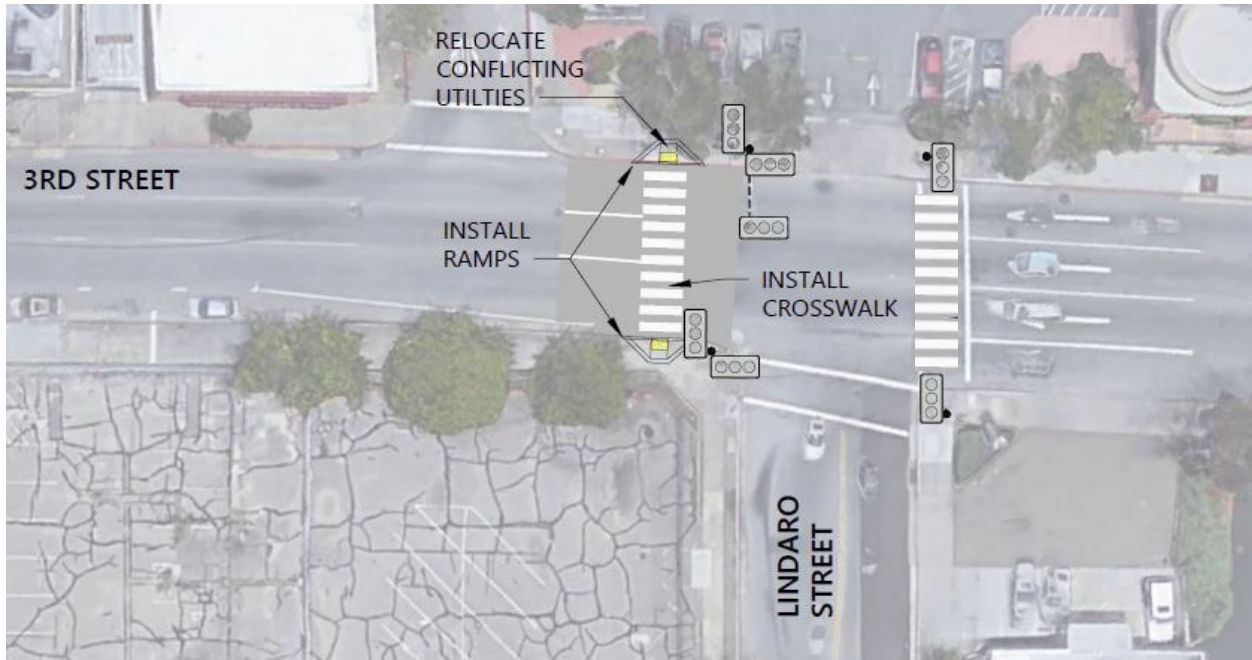 RELOCATE
CONFLICTING
UTILTIES
3RD STREET
INSTALL
RAMPS
INSTALL
CROSSWALK
LINDARO
STREET